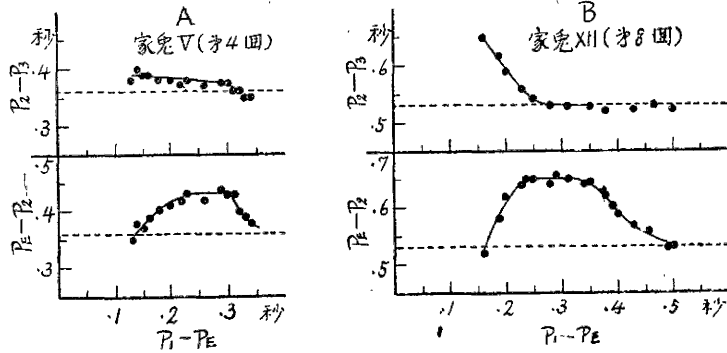 A
家兎V(第4回)
秒
.4
.3
P2—P3
.5
.4
.3
PE—P2
.1 .2 .3 秒
P1—PE
B
家兎XII(第8回)
秒
.6
.5
P2—P3
.7
.6
.5
PE—P2
.1 .2 .3 .4 .5 秒
P1—PE